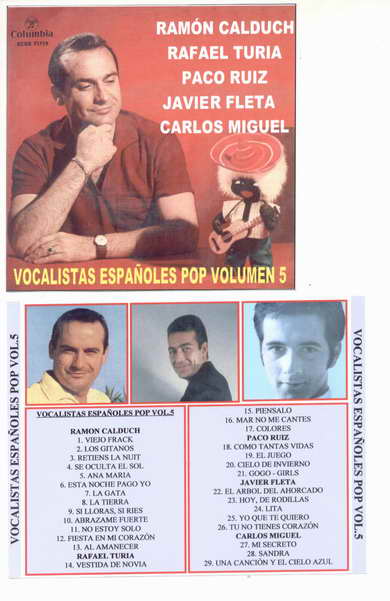 Columbia
RAMÓN CALDUCH
RAFAEL TURIA
PACO RUIZ
JAVIER FLETA
CARLOS MIGUEL
VOCALISTAS ESPAÑOLES POP VOLUMEN 5
VOCALISTAS ESPAÑOLES POP VOL.5
VOCALISTAS ESPAÑOLES POP VOL.5
RAMON CALDUCH
1. VIEJO FRACK
2. LOS GITANOS
3. RETIENS LA NUIT
4. SE OCULTA EL SOL
5. ANA MARIA
6. ESTA NOCHE PAGO YO
7. LA GATA
8. LA TIERRA
9. SI LLORAS, SI RIES
10. ABRAZAME FUERTE
11. NO ESTOY SOLO
12. FIESTA EN MI CORAZÓN
13. AL AMANECER
RAFAEL TURIA
14. VESTIDA DE NOVIA
15. PIENSALO
16. MAR NO ME CANTES
17. COLORES
PACO RUIZ
18. COMO TANTAS VIDAS
19. EL JUEGO
20. CIELO DE INVIERNO
21. GOGO - GIRLS
JAVIER FLETA
22. EL ARBOL DEL AHORCADO
23. HOY, DE RODILLAS
24. LITA
25. YO QUE TE QUIERO
26. TU NO TIENES CORAZÓN
CARLOS MIGUEL
27. MI SECRETO
28. SANDRA
29. UNA CANCIÓN Y EL CIELO AZUL
VOCALISTAS ESPAÑOLES POP VOL.5